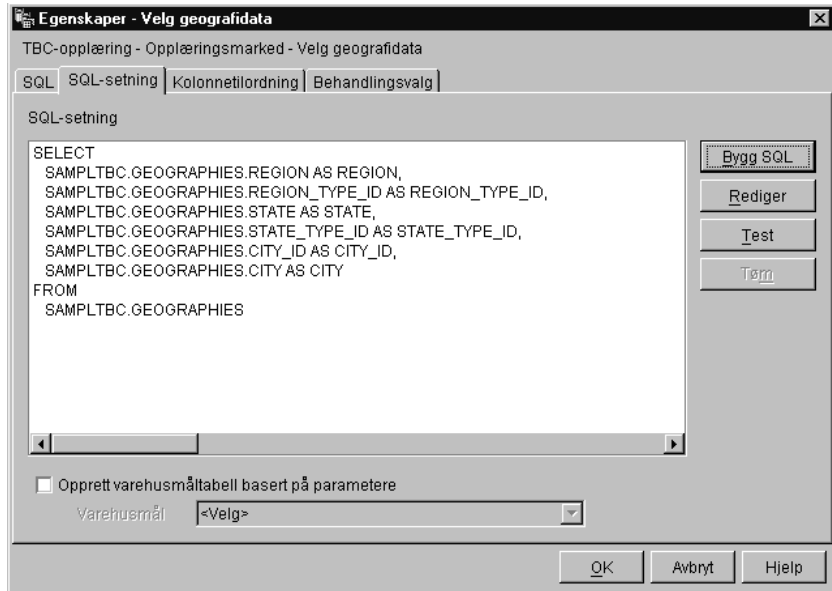 Egenskaper - Velg geografidata
TBC-opplæring - Opplæringsmarked - Velg geografidata
SQL SQL-setning Kolonnetilordning Behandlingsvalg
SQL-setning
SELECT
SAMPLTBC.GEOGRAPHIES.REGION AS REGION,
SAMPLTBC.GEOGRAPHIES.REGION_TYPE_ID AS REGION_TYPE_ID,
SAMPLTBC.GEOGRAPHIES.STATE AS STATE,
SAMPLTBC.GEOGRAPHIES.STATE_TYPE_ID AS STATE_TYPE_ID,
SAMPLTBC.GEOGRAPHIES.CITY_ID AS CITY_ID,
SAMPLTBC.GEOGRAPHIES.CITY AS CITY
FROM
SAMPLTBC.GEOGRAPHIES
Bygg SQL
Rediger
Test
Tøm
Opprett varehusmåltabell basert på parametere
Varehusmål <Velg>
OK Avbryt Hjelp